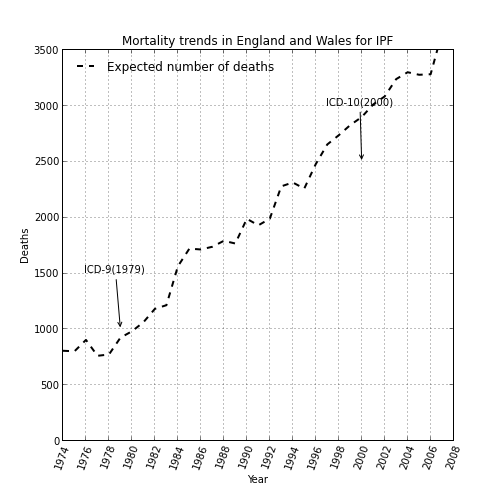 Mortality trends in England and Wales for IPF
3500
Expected number of deaths
3000
ICD-10(2000)
2500
2000
Deaths
1500
ICD-9(1979)
1000
500
0
1974 1976 1978 1980 1982 1984 1986 1988 1990 1992 1994 1996 1998 2000 2002 2004 2006 2008
Year